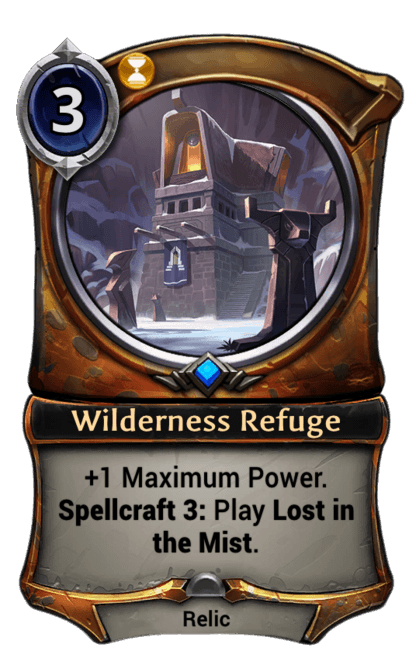 3
Wilderness Refuge
+1 Maximum Power.
Spellcraft 3: Play Lost in
the Mist.
Relic